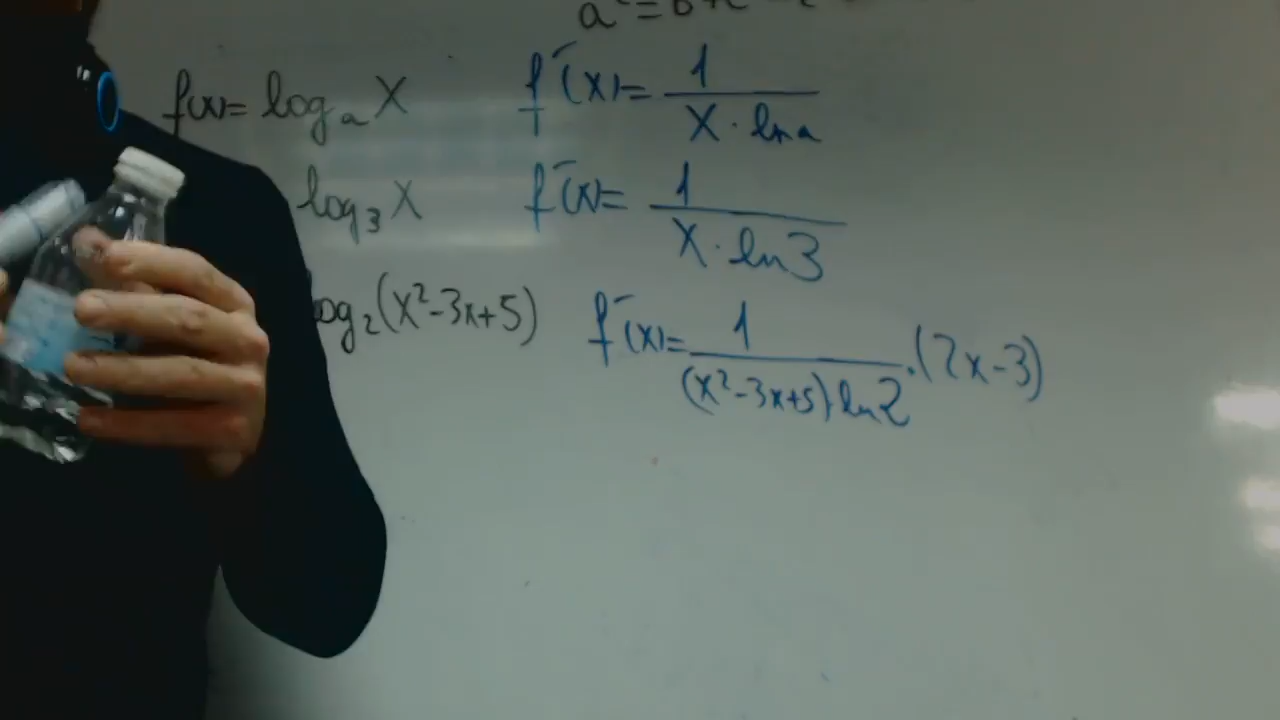 f(x)= log_a X f'(x)= 1/(X · ln a)
log_3 X f'(x)= 1/(X · ln 3)
log_2(x²-3x+5) f'(x)= 1/((x²-3x+5) ln 2) · (2x-3)